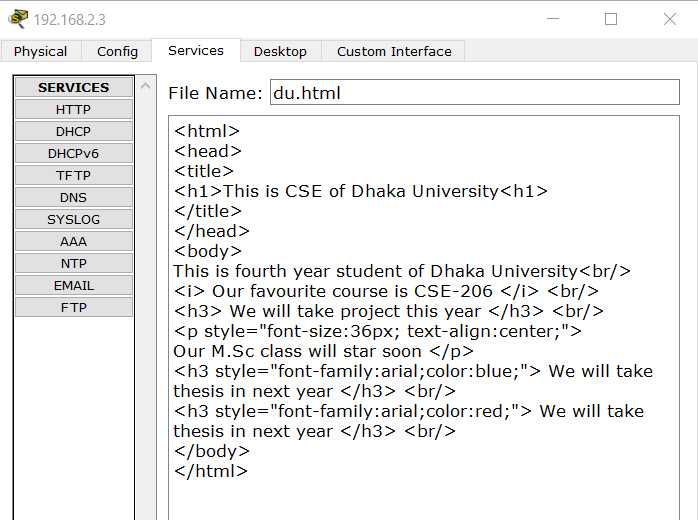 192.168.2.3
Physical Config Services Desktop Custom Interface
SERVICES
HTTP
DHCP
DHCPv6
TFTP
DNS
SYSLOG
AAA
NTP
EMAIL
FTP
File Name: du.html
<html>
<head>
<title>
<h1>This is CSE of Dhaka University<h1>
</title>
</head>
<body>
This is fourth year student of Dhaka University<br/>
<i> Our favourite course is CSE-206 </i> <br/>
<h3> We will take project this year </h3> <br/>
<p style="font-size:36px; text-align:center;">
Our M.Sc class will star soon </p>
<h3 style="font-family:arial;color:blue;"> We will take
thesis in next year </h3> <br/>
<h3 style="font-family:arial;color:red;"> We will take
thesis in next year </h3> <br/>
</body>
</html>